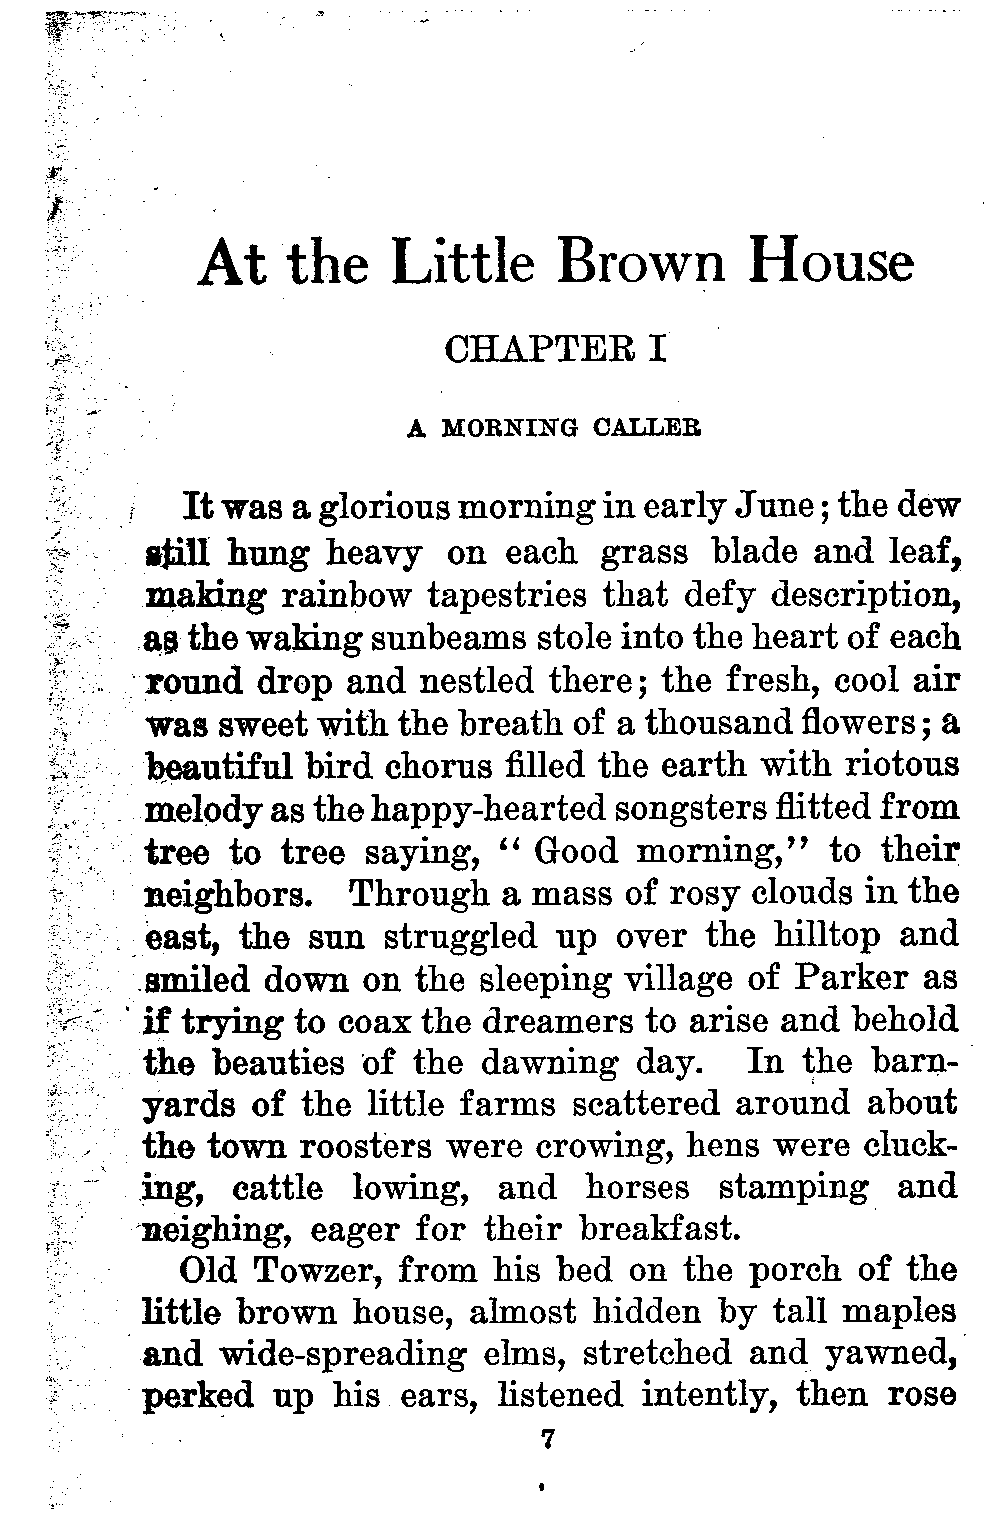 At the Little Brown House
CHAPTER I
A MORNING CALLER
It was a glorious morning in early June; the dew
still hung heavy on each grass blade and leaf,
making rainbow tapestries that defy description,
as the waking sunbeams stole into the heart of each
round drop and nestled there; the fresh, cool air
was sweet with the breath of a thousand flowers; a
beautiful bird chorus filled the earth with riotous
melody as the happy-hearted songsters flitted from
tree to tree saying, “ Good morning,” to their
neighbors. Through a mass of rosy clouds in the
east, the sun struggled up over the hilltop and
smiled down on the sleeping village of Parker as
if trying to coax the dreamers to arise and behold
the beauties of the dawning day. In the barn-
yards of the little farms scattered around about
the town roosters were crowing, hens were cluck-
ing, cattle lowing, and horses stamping and
neighing, eager for their breakfast.
Old Towzer, from his bed on the porch of the
little brown house, almost hidden by tall maples
and wide-spreading elms, stretched and yawned,
perked up his ears, listened intently, then rose
7